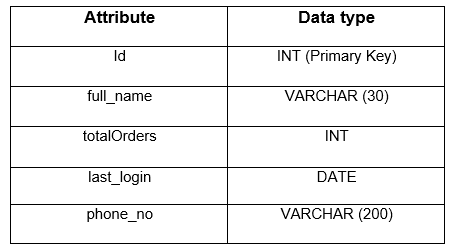 Attribute Data type
Id INT (Primary Key)
full_name VARCHAR (30)
totalOrders INT
last_login DATE
phone_no VARCHAR (200)